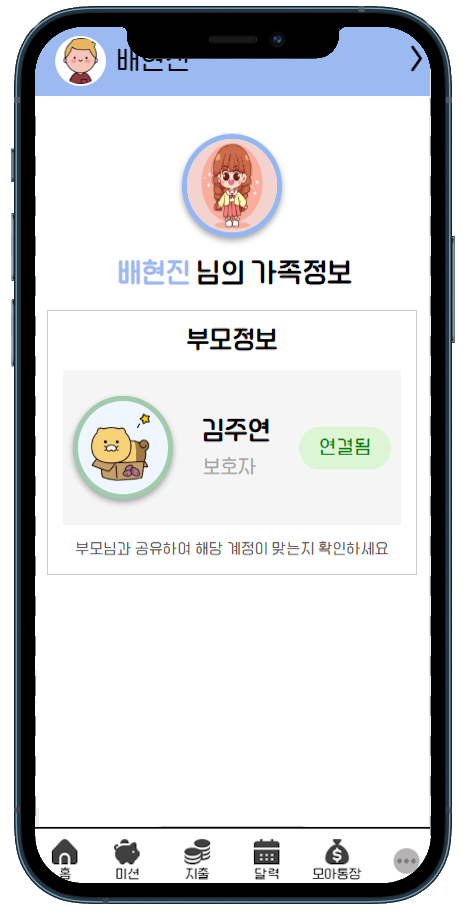 배현진
배현진 님의 가족정보
부모정보
김주연
보호자
연결됨
부모님과 공유하여 해당 계정이 맞는지 확인하세요
홈
미션
지출
달력
모아통장